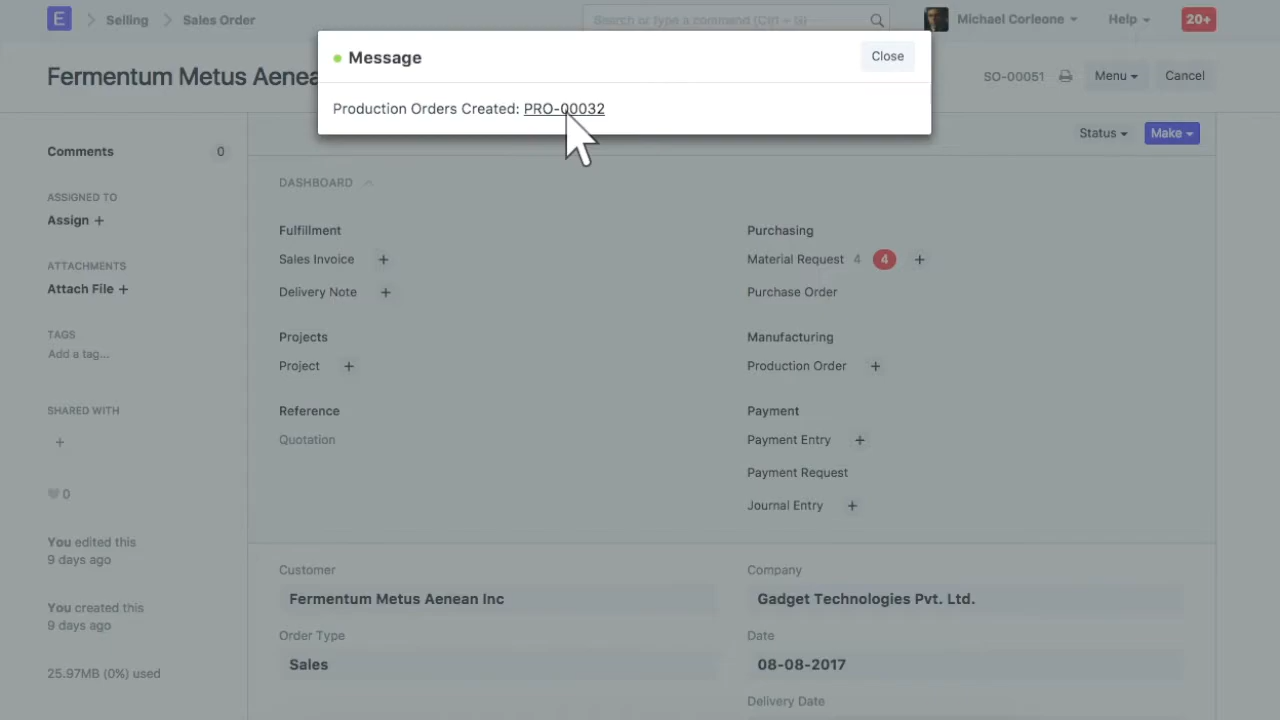 E Selling Sales Order Search or type a command (Ctrl + G) Michael Corleone Help 20+
Message Close
Fermentum Metus Aenea SO-00051 Menu Cancel
Production Orders Created: PRO-00032
Status Make
Comments 0
ASSIGNED TO
Assign +
ATTACHMENTS
Attach File +
TAGS
Add a tag...
SHARED WITH
+
0
You edited this
9 days ago
You created this
9 days ago
25.97MB (0%) used
DASHBOARD
Fulfillment
Sales Invoice +
Delivery Note +
Projects
Project +
Reference
Quotation
Purchasing
Material Request 4 4 +
Purchase Order
Manufacturing
Production Order +
Payment
Payment Entry +
Payment Request
Journal Entry +
Customer
Fermentum Metus Aenean Inc
Order Type
Sales
Company
Gadget Technologies Pvt. Ltd.
Date
08-08-2017
Delivery Date